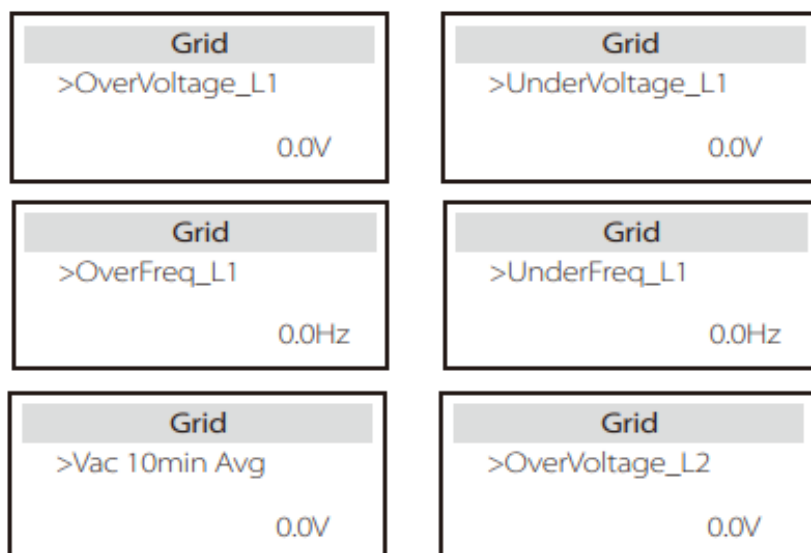 Grid
>OverVoltage_L1
0.0V
Grid
>UnderVoltage_L1
0.0V
Grid
>OverFreq_L1
0.0Hz
Grid
>UnderFreq_L1
0.0Hz
Grid
>Vac 10min Avg
0.0V
Grid
>OverVoltage_L2
0.0V